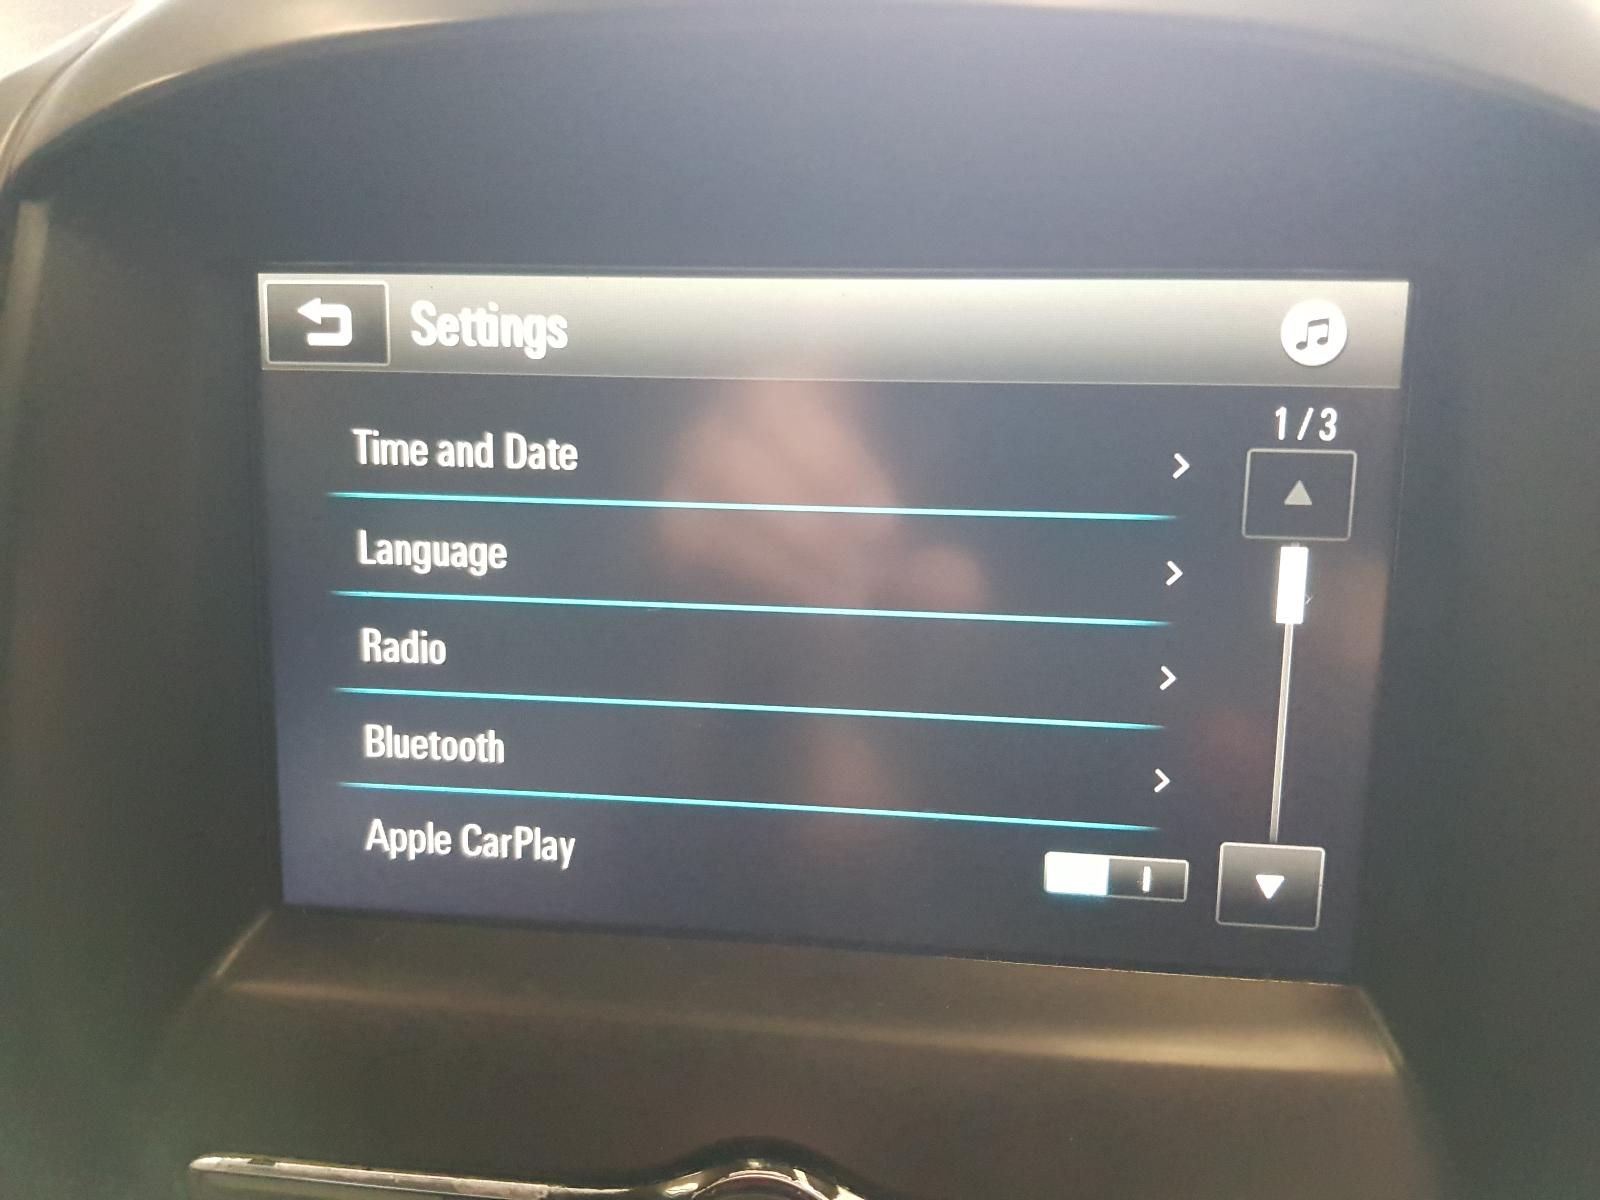 Settings
1/3
Time and Date
Language
Radio
Bluetooth
Apple CarPlay